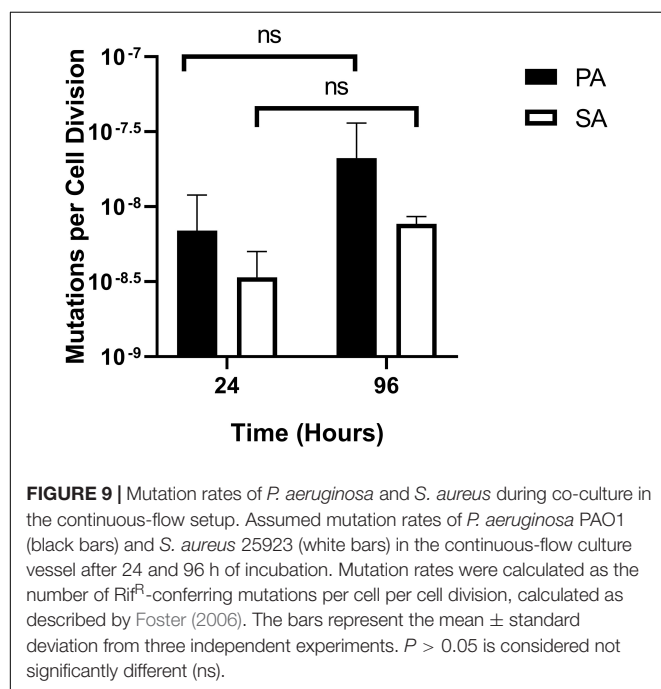 ns
ns
PA
SA
Mutations per Cell Division
10⁻⁷
10⁻⁷·⁵
10⁻⁸
10⁻⁸·⁵
10⁻⁹
24
96
Time (Hours)
FIGURE 9 | Mutation rates of P. aeruginosa and S. aureus during co-culture in
the continuous-flow setup. Assumed mutation rates of P. aeruginosa PAO1
(black bars) and S. aureus 25923 (white bars) in the continuous-flow culture
vessel after 24 and 96 h of incubation. Mutation rates were calculated as the
number of Rifᴿ-conferring mutations per cell per cell division, calculated as
described by Foster (2006). The bars represent the mean ± standard
deviation from three independent experiments. P > 0.05 is considered not
significantly different (ns).